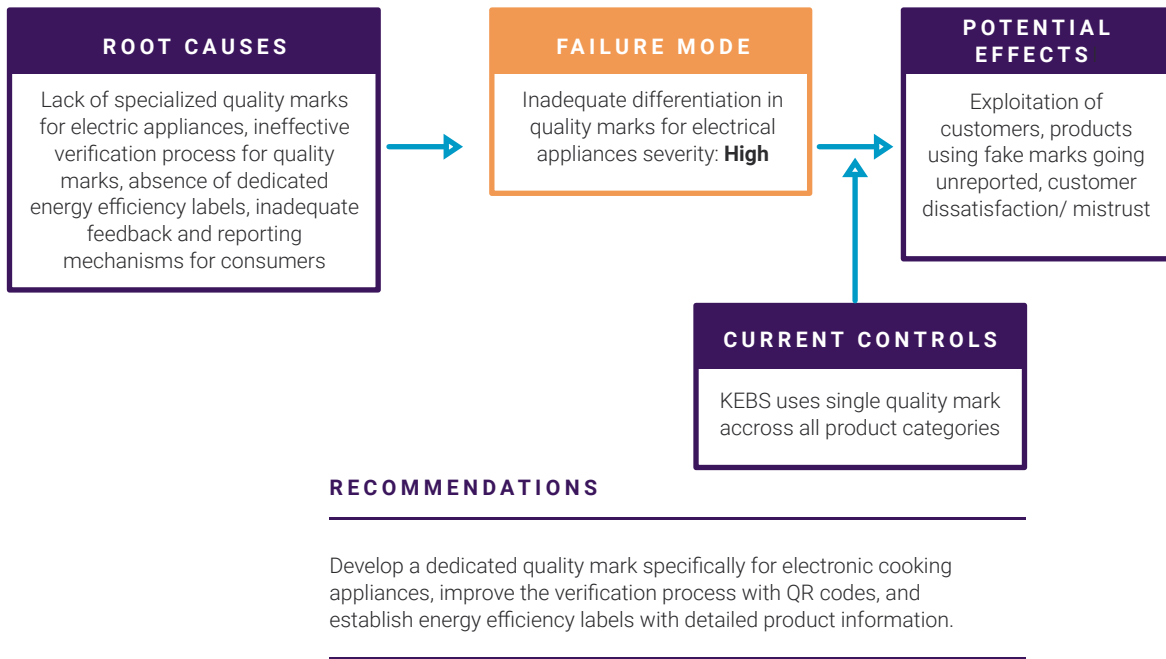 ROOT CAUSES
Lack of specialized quality marks
for electric appliances, ineffective
verification process for quality
marks, absence of dedicated
energy efficiency labels, inadequate
feedback and reporting
mechanisms for consumers
FAILURE MODE
Inadequate differentiation in
quality marks for electrical
appliances severity: High
POTENTIAL
EFFECTS
Exploitation of
customers, products
using fake marks going
unreported, customer
dissatisfaction/ mistrust
CURRENT CONTROLS
KEBS uses single quality mark
accross all product categories
RECOMMENDATIONS
Develop a dedicated quality mark specifically for electronic cooking
appliances, improve the verification process with QR codes, and
establish energy efficiency labels with detailed product information.